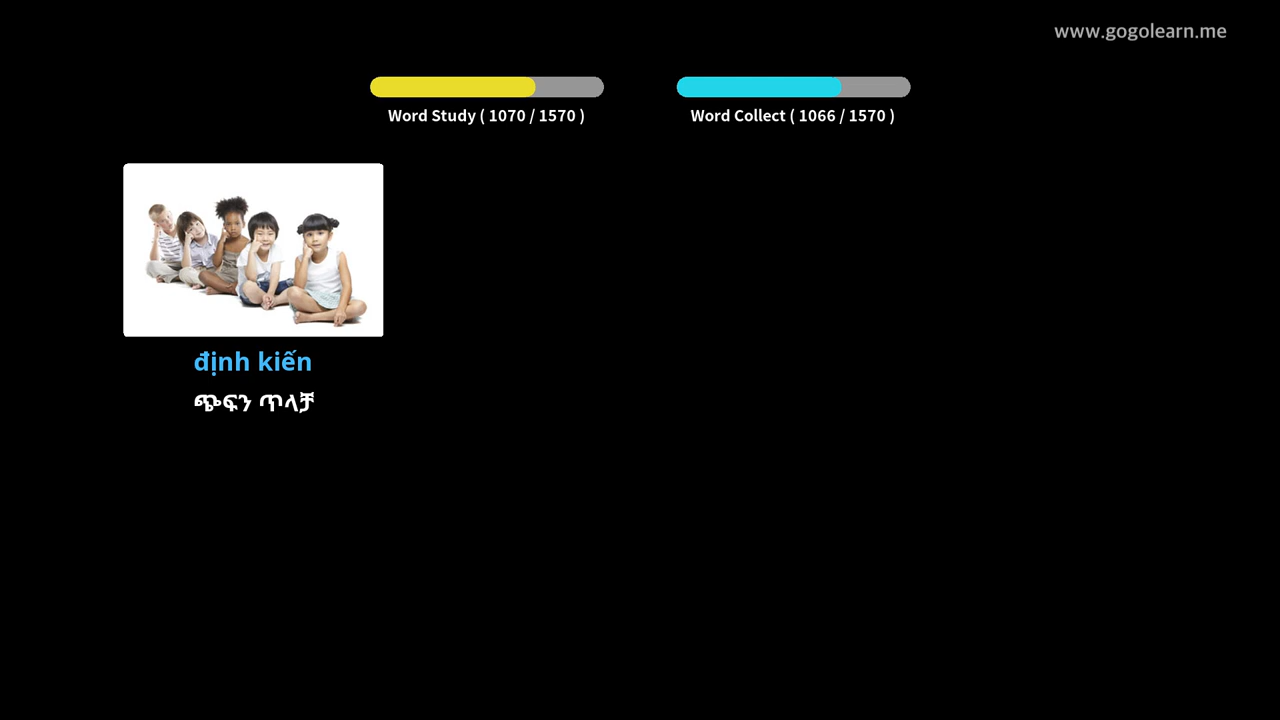 www.gogolearn.me
Word Study ( 1070 / 1570 )
Word Collect ( 1066 / 1570 )
định kiến
ጭፍን ጥላቻ